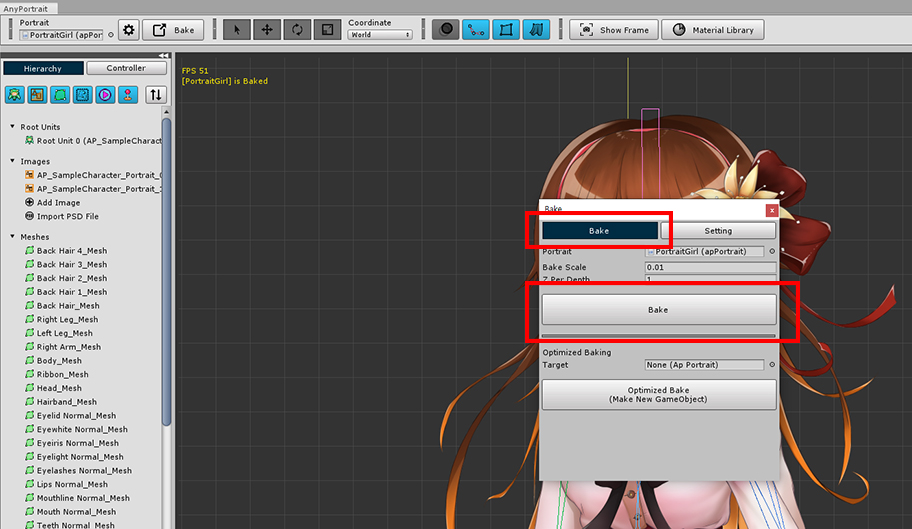 AnyPortrait
Portrait
PortraitGirl (apPor
Bake
Coordinate
World
Show Frame
Material Library
Hierarchy
Controller
FPS 51
[PortraitGirl] is Baked
Root Units
Root Unit 0 (AP_SampleCharact
Images
AP_SampleCharacter_Portrait_
AP_SampleCharacter_Portrait_
Add Image
Import PSD File
Meshes
Back Hair 4_Mesh
Back Hair 3_Mesh
Back Hair 2_Mesh
Back Hair 1_Mesh
Back Hair_Mesh
Right Leg_Mesh
Left Leg_Mesh
Right Arm_Mesh
Body_Mesh
Ribbon_Mesh
Head_Mesh
Hairband_Mesh
Eyelid Normal_Mesh
Eyewhite Normal_Mesh
Eyeiris Normal_Mesh
Eyelight Normal_Mesh
Eyelashes Normal_Mesh
Lips Normal_Mesh
Mouthline Normal_Mesh
Mouth Normal_Mesh
Teeth Normal_Mesh
Bake
Bake
Setting
Portrait
PortraitGirl (apPortrait)
Bake Scale
0.01
Z Per Depth
1
Bake
Optimized Baking
Target
None (Ap Portrait)
Optimized Bake
(Make New GameObject)